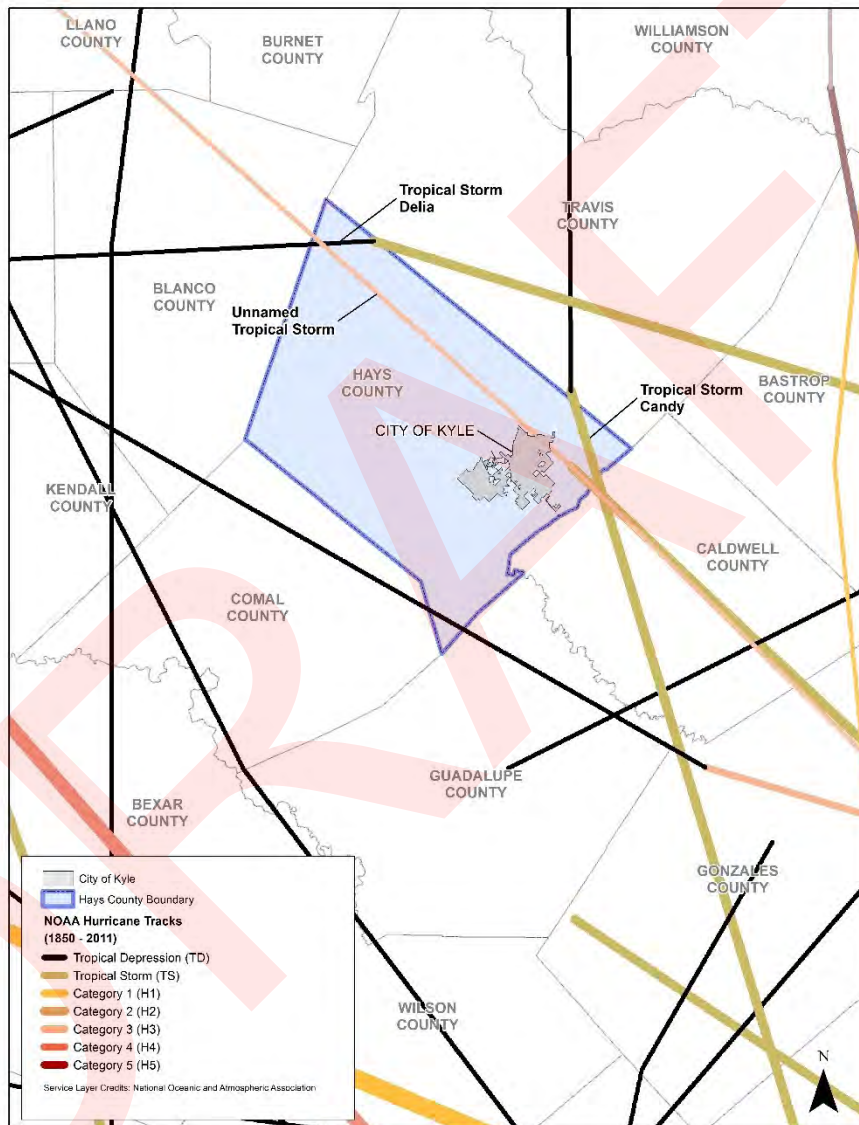 LLANO
COUNTY
BURNET
COUNTY
WILLIAMSON
COUNTY
Tropical Storm
Delia
TRAVIS
COUNTY
BLANCO
COUNTY
Unnamed
Tropical Storm
HAYS
COUNTY
Tropical Storm
Candy
BASTROP
COUNTY
CITY OF KYLE
KENDALL
COUNTY
CALDWELL
COUNTY
COMAL
COUNTY
GUADALUPE
COUNTY
BEXAR
COUNTY
GONZALES
COUNTY
WILSON
COUNTY
City of Kyle
Hays County Boundary
NOAA Hurricane Tracks
(1850 - 2011)
Tropical Depression (TD)
Tropical Storm (TS)
Category 1 (H1)
Category 2 (H2)
Category 3 (H3)
Category 4 (H4)
Category 5 (H5)
Service Layer Credits: National Oceanic and Atmospheric Association
N
DRAFT